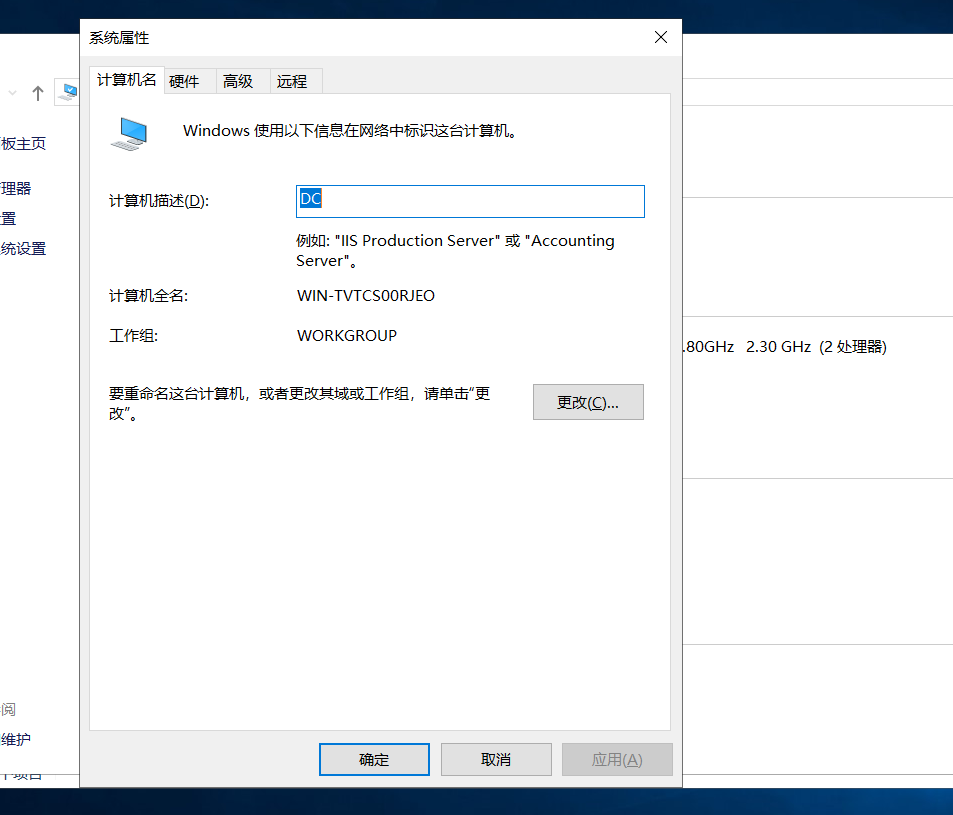 系统属性
计算机名 硬件 高级 远程
Windows 使用以下信息在网络中标识这台计算机。
计算机描述(D): DC
例如: "IIS Production Server" 或 "Accounting
Server"。
计算机全名: WIN-TVTCS00RJEO
工作组: WORKGROUP
要重命名这台计算机，或者更改其域或工作组，请单击“更
改”。
更改(C)...
确定 取消 应用(A)
板主页
理器
置
统设置
.80GHz 2.30 GHz (2 处理器)
阅
维护
个项目